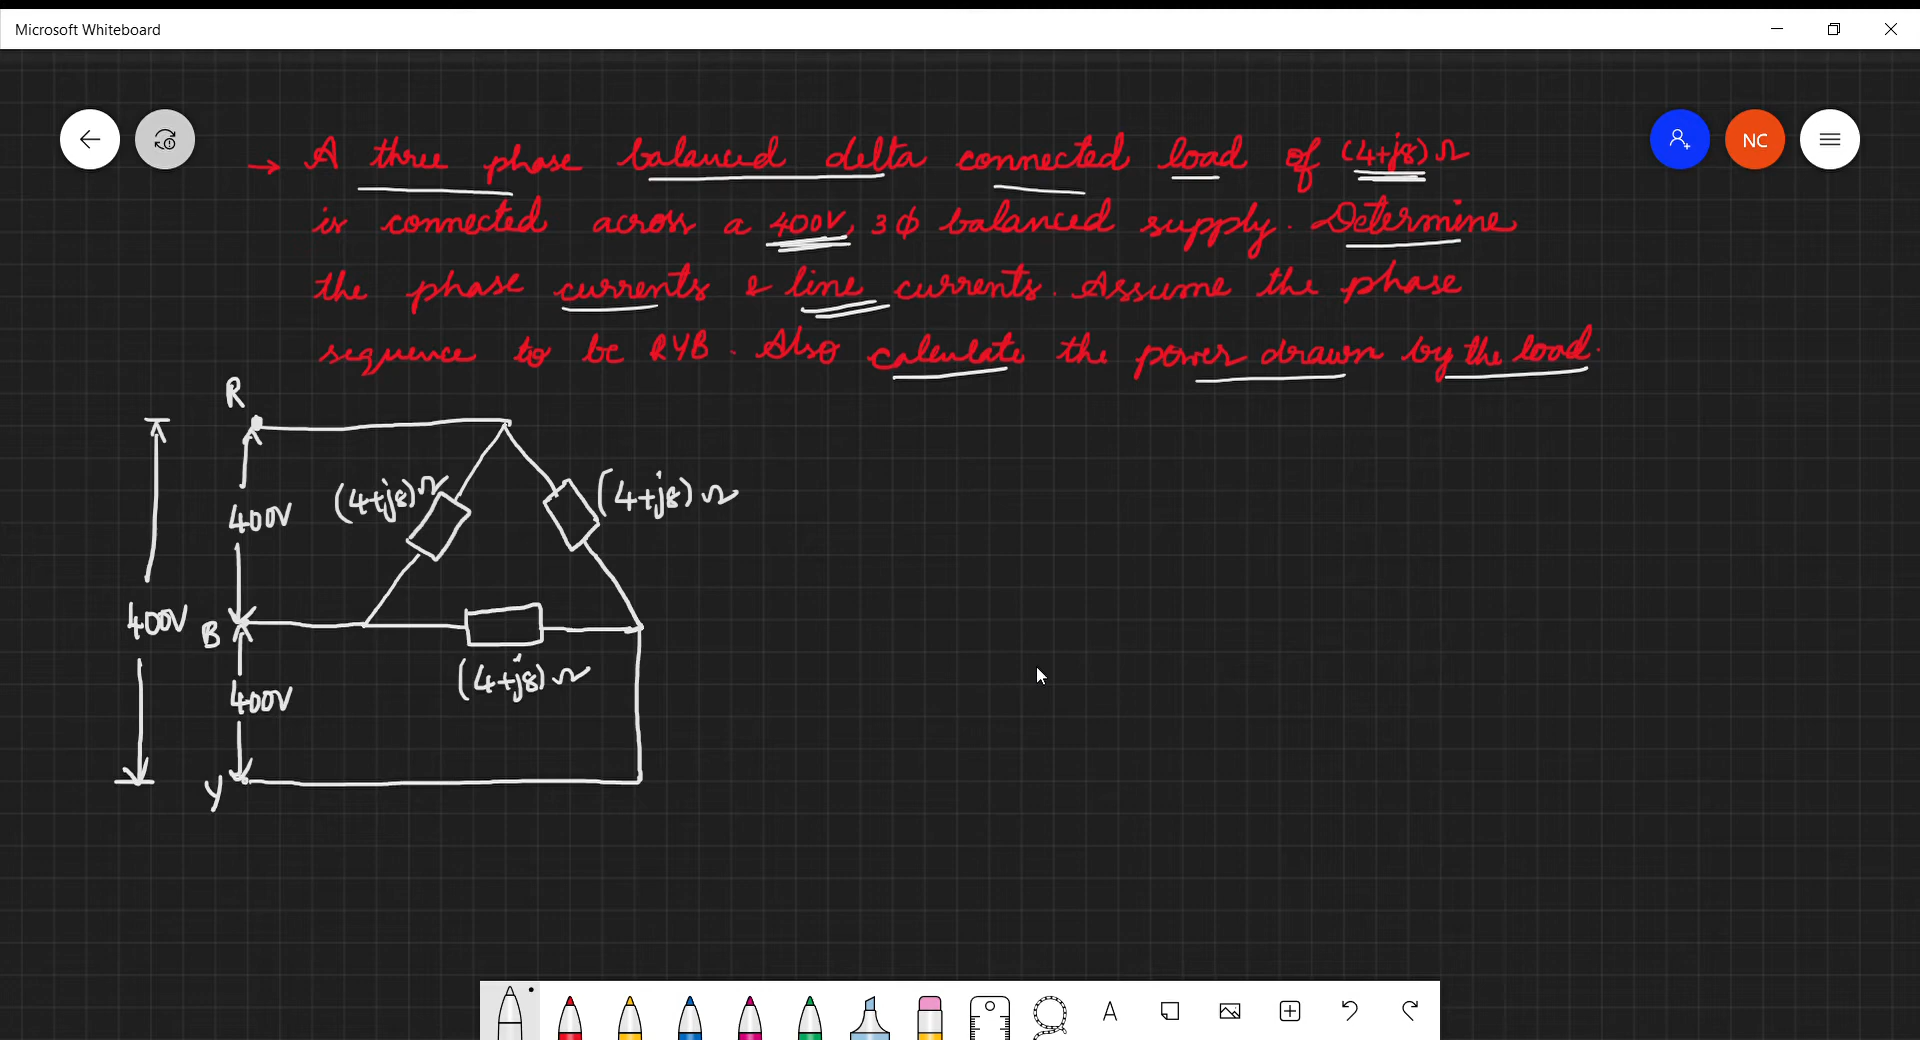 Microsoft Whiteboard
NC
→ A three phase balanced delta connected load of (4+j8)Ω
is connected across a 400V, 3ϕ balanced supply. Determine
the phase currents & line currents. Assume the phase
sequence to be RYB. Also calculate the power drawn by the load.
R
400V
(4+j8)Ω
(4+j8)Ω
400V
B
400V
(4+j8)Ω
Y
A